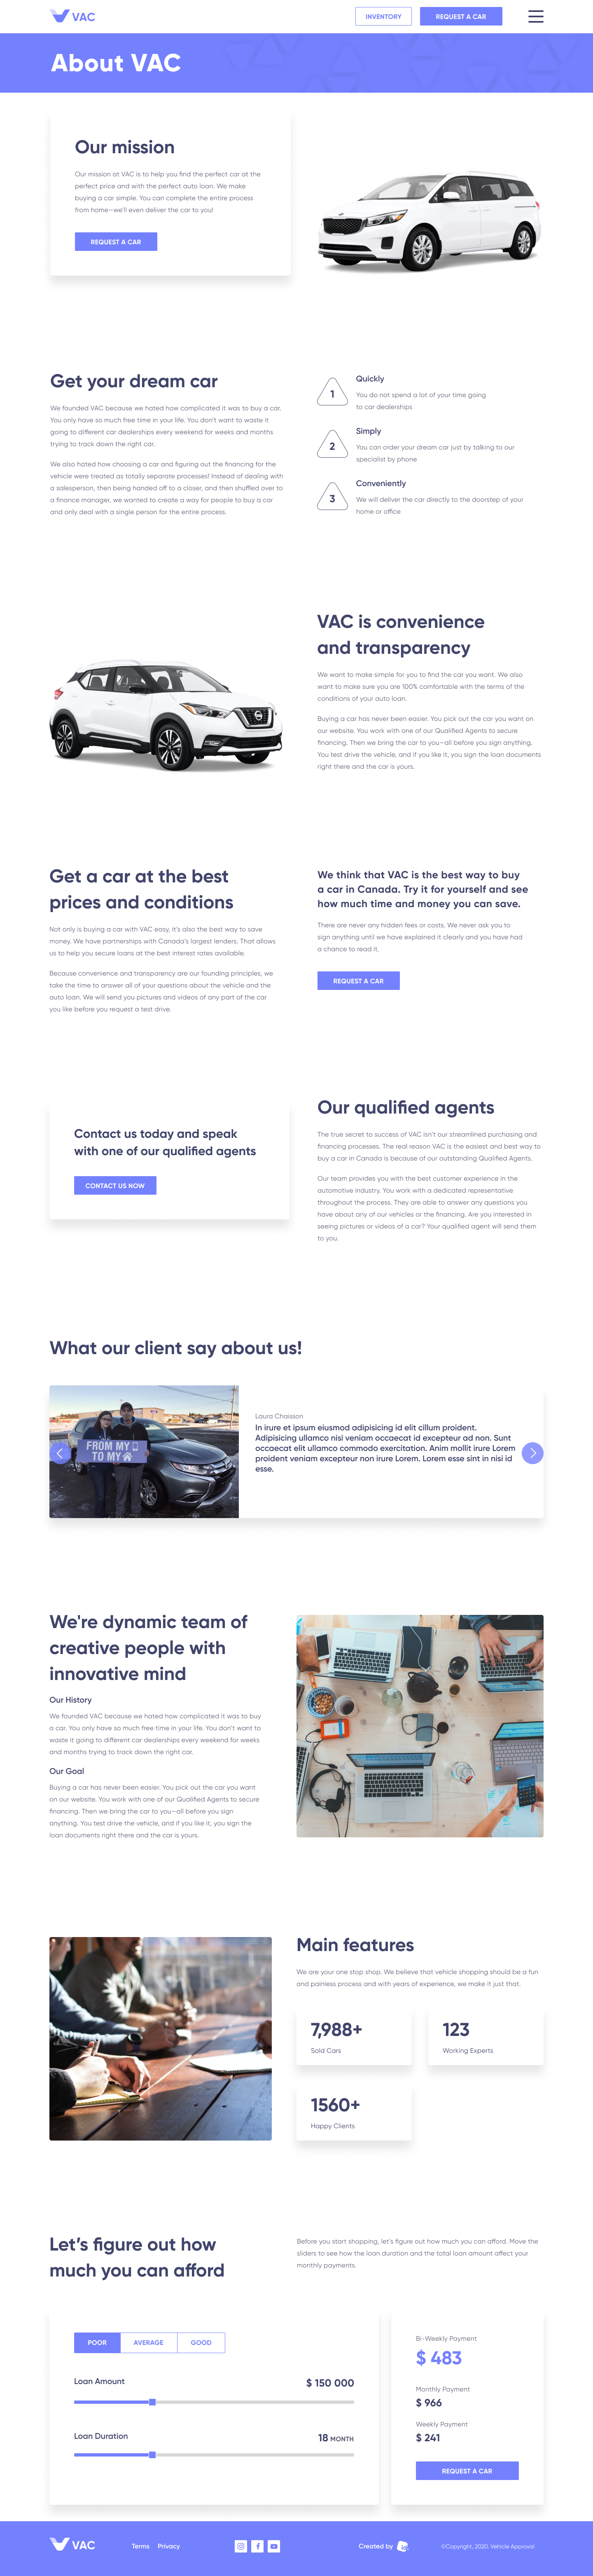 VAC
INVENTORY
REQUEST A CAR
About VAC
Our mission
Our mission at VAC is to help you find the perfect car at the
perfect price and with the perfect auto loan. We make
buying a car simple. You can complete the entire process
from home—we'll even deliver the car to you!
REQUEST A CAR
Get your dream car
We founded VAC because we hated how complicated it was to buy a car.
You only have so much free time in your life. You don't want to waste it
going to different car dealerships every weekend for weeks and months
trying to track down the right car.
We also hated how choosing a car and figuring out the financing for the
vehicle were treated as totally separate processes! Instead of dealing with
a salesperson, then being handed off to a closer, and then shuffled over to
a finance manager, we wanted to create a way for people to buy a car
and only deal with a single person for the entire process.
1
Quickly
You do not spend a lot of your time going
to car dealerships
2
Simply
You can order your dream car just by talking to our
specialist by phone
3
Conveniently
We will deliver the car directly to the doorstep of your
home or office
VAC is convenience
and transparency
We want to make simple for you to find the car you want. We also
want to make sure you are 100% comfortable with the terms of the
conditions of your auto loan.
Buying a car has never been easier. You pick out the car you want on
our website. You work with one of our Qualified Agents to secure
financing. Then we bring the car to you—all before you sign anything.
You test drive the vehicle, and if you like it, you sign the loan documents
right there and the car is yours.
Get a car at the best
prices and conditions
Not only is buying a car with VAC easy, it's also the best way to save
money. We have partnerships with Canada's largest lenders. That allows
us to help you secure loans at the best interest rates available.
Because convenience and transparency are our founding principles, we
take the time to answer all of your questions about the vehicle and the
auto loan. We will send you pictures and videos of any part of the car
you like before you request a test drive.
We think that VAC is the best way to buy
a car in Canada. Try it for yourself and see
how much time and money you can save.
There are never any hidden fees or costs. We never ask you to
sign anything until we have explained it clearly and you have had
a chance to read it.
REQUEST A CAR
Contact us today and speak
with one of our qualified agents
CONTACT US NOW
Our qualified agents
The true secret to success of VAC isn't our streamlined purchasing and
financing processes. The real reason VAC is the easiest and best way to
buy a car in Canada is because of our outstanding Qualified Agents.
Our team provides you with the best customer experience in the
automotive industry. You work with a dedicated representative
throughout the process. They are able to answer any questions you
have about any of our vehicles or the financing. Are you interested in
seeing pictures or videos of a car? Your qualified agent will send them
to you.
What our client say about us!
FROM MY
TO MY
Laura Chaisson
In irure et ipsum eiusmod adipisicing id elit cillum proident.
Adipisicing ullamco nisi veniam occaecat id excepteur ad non. Sunt
occaecat elit ullamco commodo exercitation. Anim mollit irure Lorem
proident veniam excepteur non irure Lorem. Lorem esse sint in nisi id
esse.
We're dynamic team of
creative people with
innovative mind
Our History
We founded VAC because we hated how complicated it was to buy
a car. You only have so much free time in your life. You don't want to
waste it going to different car dealerships every weekend for weeks
and months trying to track down the right car.
Our Goal
Buying a car has never been easier. You pick out the car you want
on our website. You work with one of our Qualified Agents to secure
financing. Then we bring the car to you—all before you sign
anything. You test drive the vehicle, and if you like it, you sign the
loan documents right there and the car is yours.
Main features
We are your one stop shop. We believe that vehicle shopping should be a fun
and painless process and with years of experience, we make it just that.
7,988+
Sold Cars
123
Working Experts
1560+
Happy Clients
Let's figure out how
much you can afford
Before you start shopping, let's figure out how much you can afford. Move the
sliders to see how the loan duration and the total loan amount affect your
monthly payments.
POOR
AVERAGE
GOOD
Loan Amount
$ 150 000
Loan Duration
18 MONTH
Bi-Weekly Payment
$ 483
Monthly Payment
$ 966
Weekly Payment
$ 241
REQUEST A CAR
VAC
Terms
Privacy
Created by
©Copyright, 2020. Vehicle Approval